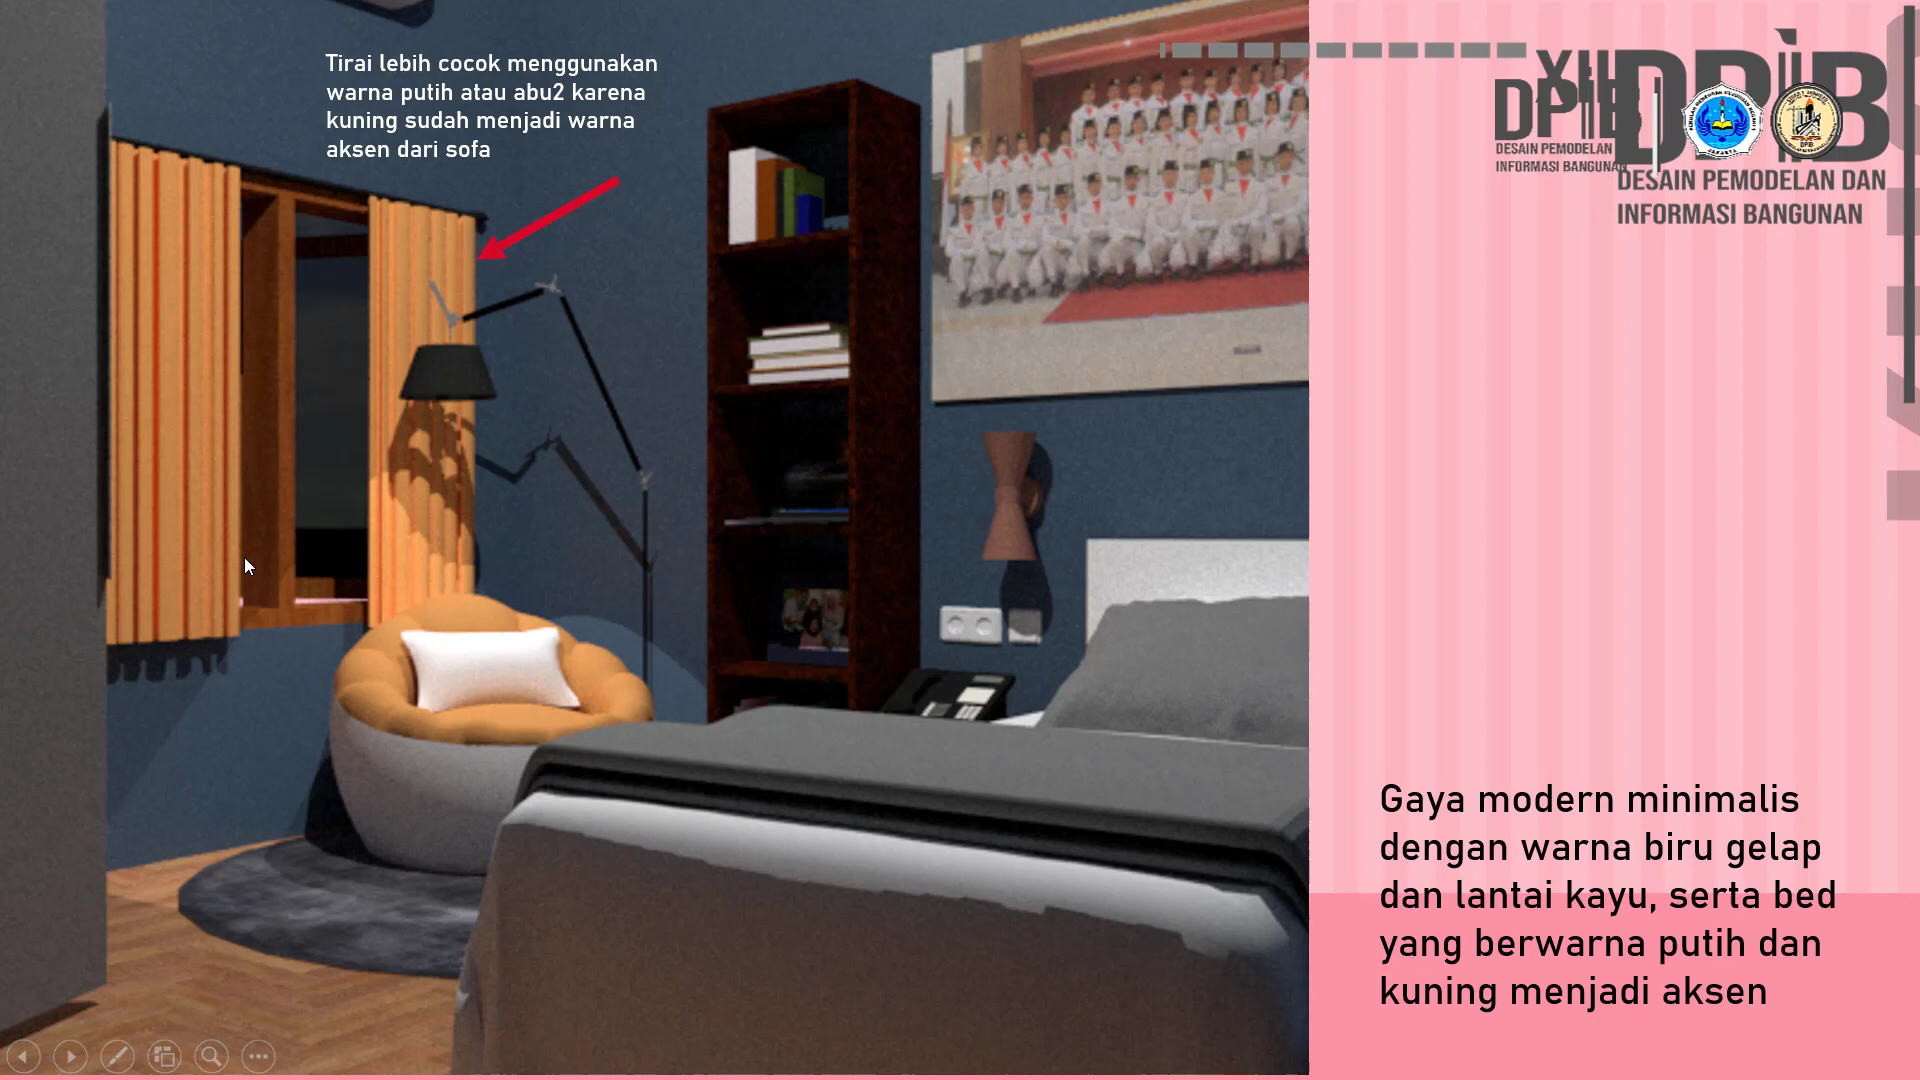 Tirai lebih cocok menggunakan
warna putih atau abu2 karena
kuning sudah menjadi warna
aksen dari sofa
DPIB
DESAIN PEMODELAN
INFORMASI BANGUNAN
DPIB
DESAIN PEMODELAN DAN
INFORMASI BANGUNAN
Gaya modern minimalis
dengan warna biru gelap
dan lantai kayu, serta bed
yang berwarna putih dan
kuning menjadi aksen